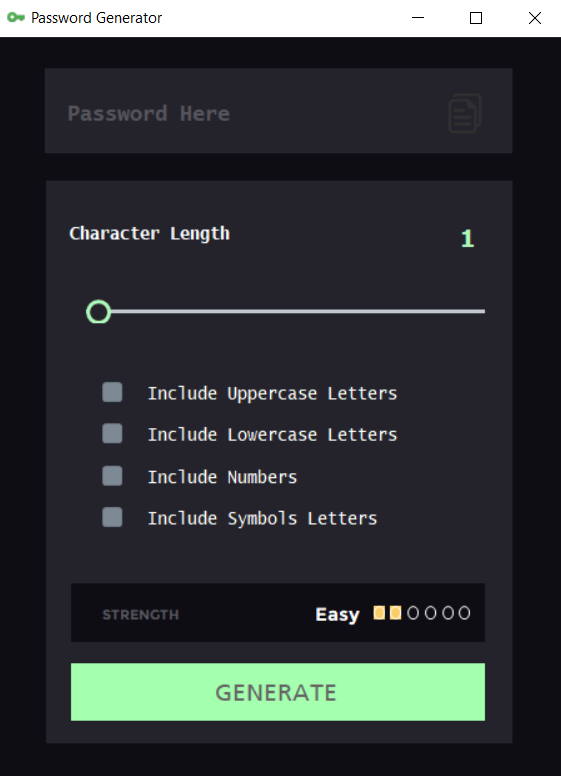 Password Generator
Password Here
Character Length
1
Include Uppercase Letters
Include Lowercase Letters
Include Numbers
Include Symbols Letters
STRENGTH Easy
GENERATE